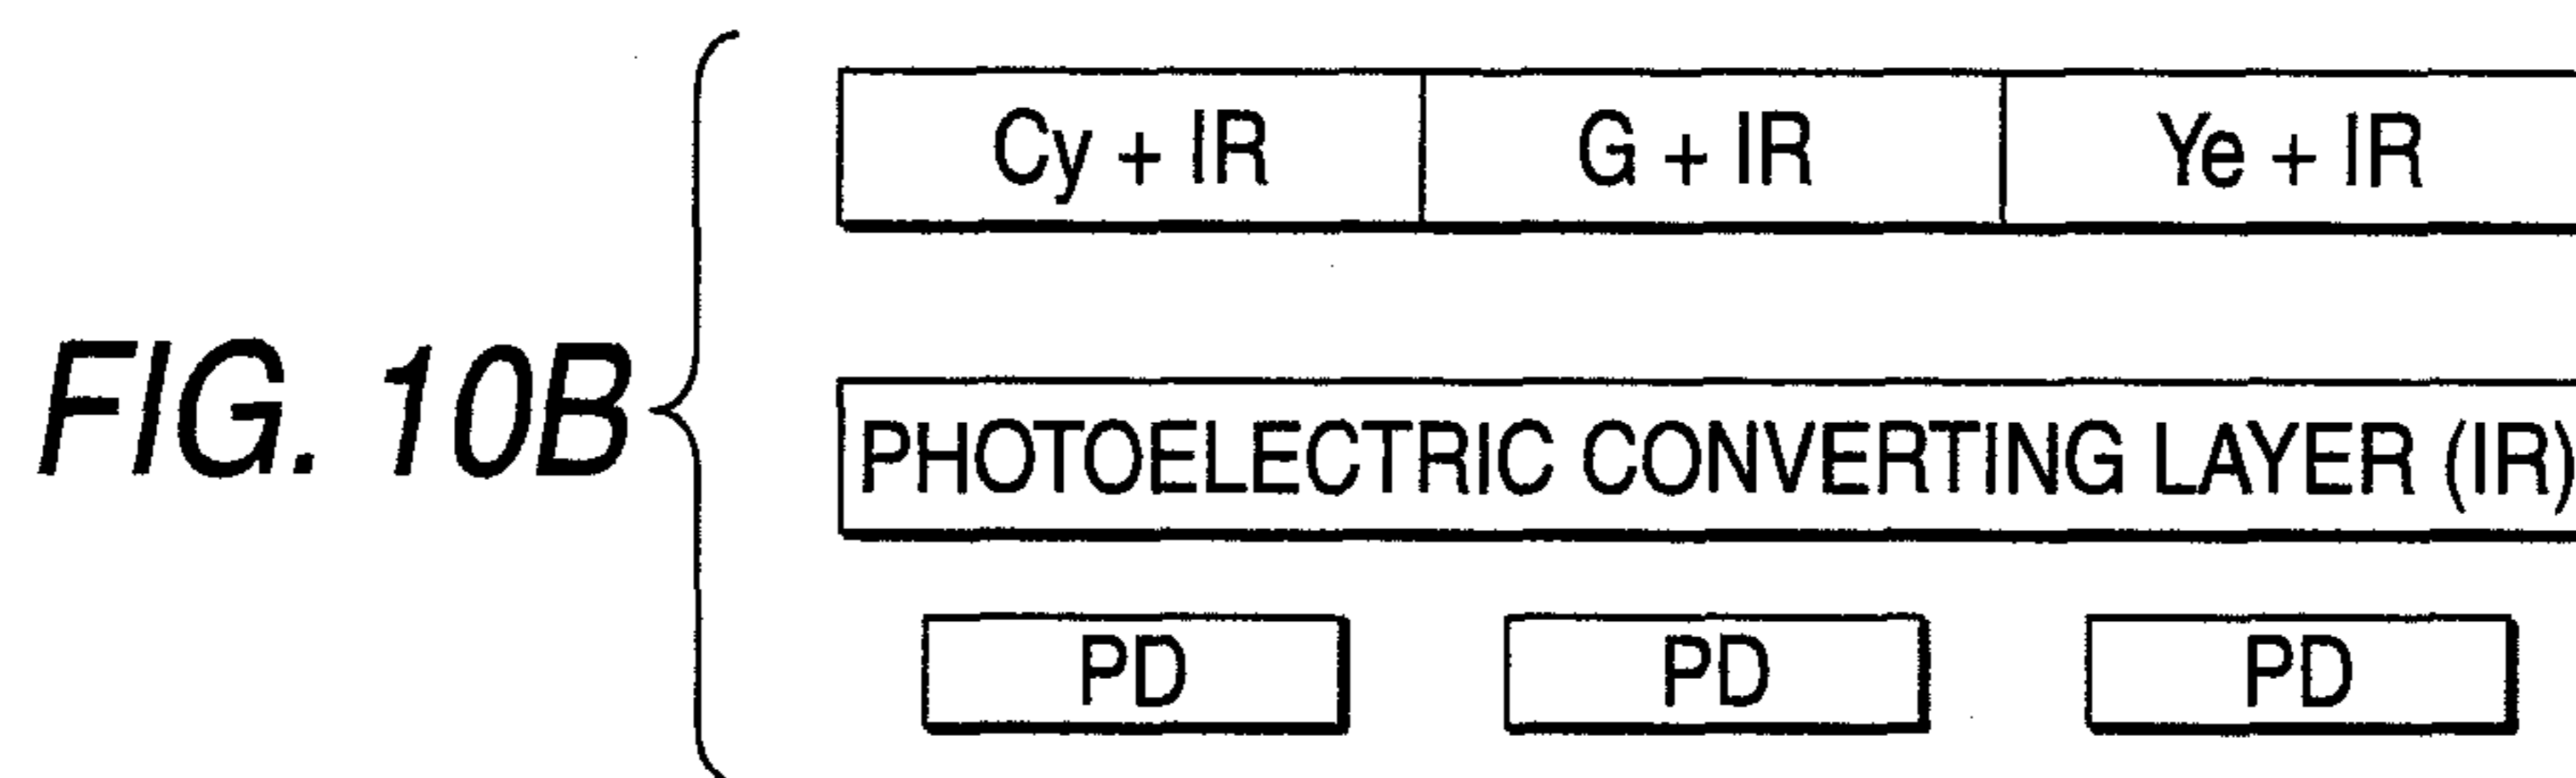 FIG. 10B
Cy + IR G + IR Ye + IR
PHOTOELECTRIC CONVERTING LAYER (IR)
PD PD PD